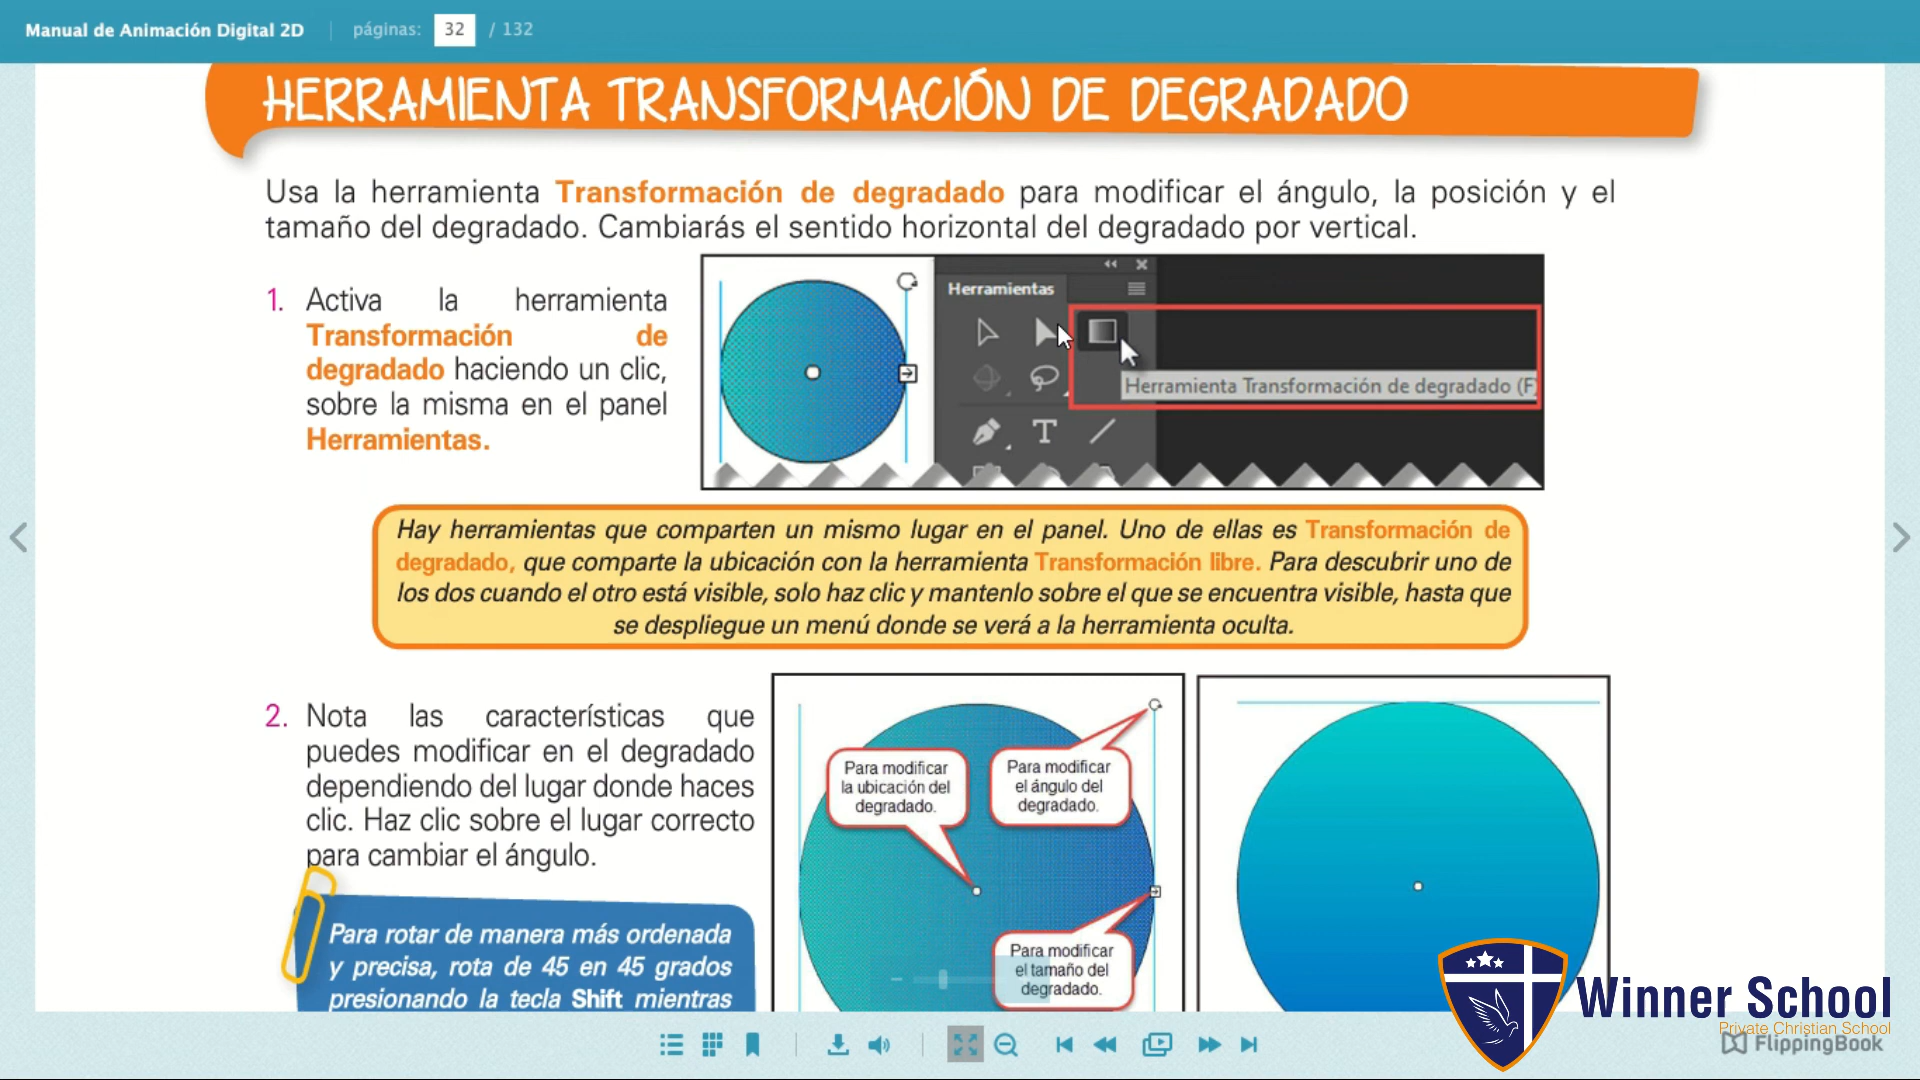 Manual de Animación Digital 2D páginas: 32 / 132
HERRAMIENTA TRANSFORMACIÓN DE DEGRADADO
Usa la herramienta Transformación de degradado para modificar el ángulo, la posición y el
tamaño del degradado. Cambiarás el sentido horizontal del degradado por vertical.
1. Activa la herramienta
Transformación de
degradado haciendo un clic,
sobre la misma en el panel
Herramientas.
Herramientas
Herramienta Transformación de degradado (F)
Hay herramientas que comparten un mismo lugar en el panel. Uno de ellas es Transformación de
degradado, que comparte la ubicación con la herramienta Transformación libre. Para descubrir uno de
los dos cuando el otro está visible, solo haz clic y mantenlo sobre el que se encuentra visible, hasta que
se despliegue un menú donde se verá a la herramienta oculta.
2. Nota las características que
puedes modificar en el degradado
dependiendo del lugar donde haces
clic. Haz clic sobre el lugar correcto
para cambiar el ángulo.
Para rotar de manera más ordenada
y precisa, rota de 45 en 45 grados
presionando la tecla Shift mientras
Para modificar
la ubicación del
degradado.
Para modificar
el ángulo del
degradado.
Para modificar
el tamaño del
degradado.
Winner School
Private Christian School
FlippingBook